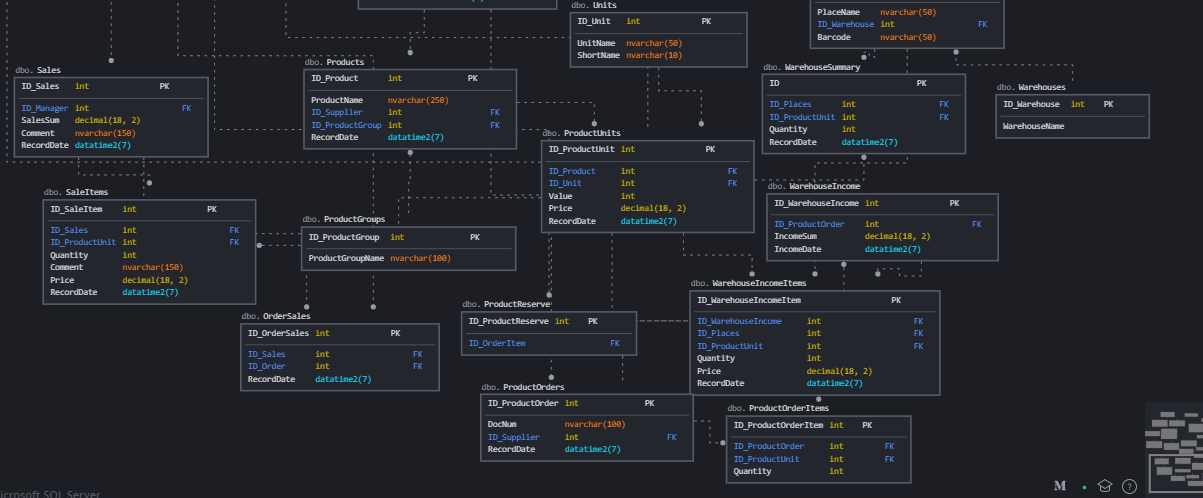 dbo. Units
ID_Unit int PK
UnitName nvarchar(50)
ShortName nvarchar(10)
PlaceName nvarchar(50)
ID_Warehouse int FK
Barcode nvarchar(50)
dbo. Sales
ID_Sales int PK
ID_Manager int FK
SalesSum decimal(18, 2)
Comment nvarchar(150)
RecordDate datatime2(7)
dbo. Products
ID_Product int PK
ProductName nvarchar(250)
ID_Supplier int FK
ID_ProductGroup int FK
RecordDate datatime2(7)
dbo. WarehouseSummary
ID PK
ID_Places int FK
ID_ProductUnit int FK
Quantity int
RecordDate datatime2(7)
dbo. Warehouses
ID_Warehouse int PK
WarehouseName
dbo. ProductUnits
ID_ProductUnit int PK
ID_Product int FK
ID_Unit int FK
Value int
Price decimal(18, 2)
RecordDate datatime2(7)
dbo. SaleItems
ID_SaleItem int PK
ID_Sales int FK
ID_ProductUnit int FK
Quantity int
Comment nvarchar(150)
Price decimal(18, 2)
RecordDate datatime2(7)
dbo. ProductGroups
ID_ProductGroup int PK
ProductGroupName nvarchar(100)
dbo. WarehouseIncome
ID_WarehouseIncome int PK
ID_ProductOrder int FK
IncomeSum decimal(18, 2)
IncomeDate datatime2(7)
dbo. OrderSales
ID_OrderSales int PK
ID_Sales int FK
ID_Order int FK
RecordDate datatime2(7)
dbo. ProductReserve
ID_ProductReserve int PK
ID_OrderItem FK
dbo. WarehouseIncomeItems
ID_WarehouseIncomeItem PK
ID_WarehouseIncome int FK
ID_Places int FK
ID_ProductUnit int FK
Quantity int
Price decimal(18, 2)
RecordDate datatime2(7)
dbo. ProductOrders
ID_ProductOrder int PK
DocNum nvarchar(100)
ID_Supplier int FK
RecordDate datatime2(7)
dbo. ProductOrderItems
ID_ProductOrderItem int PK
ID_ProductOrder int FK
ID_ProductUnit int FK
Quantity int
icrosoft SQL Server
M
?